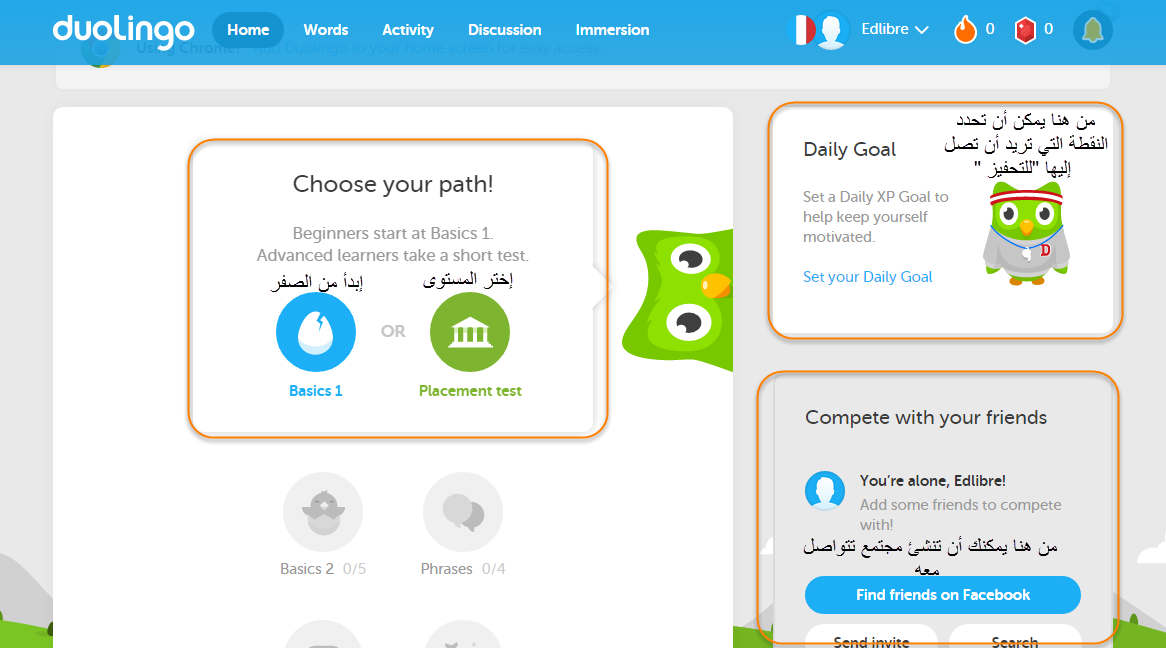 duolingo
Home
Words
Activity
Discussion
Immersion
Edlibre
0
0
Using Chrome? Add Duolingo to your home screen for easy access.
Choose your path!
Beginners start at Basics 1.
Advanced learners take a short test.
إبدأ من الصفر
إختر المستوى
OR
Basics 1
Placement test
Basics 2 0/5
Phrases 0/4
من هنا يمكن أن تحدد
النقطة التي تريد أن تصل
إليها "للتحفيز "
Daily Goal
Set a Daily XP Goal to
help keep yourself
motivated.
Set your Daily Goal
D
Compete with your friends
You're alone, Edlibre!
Add some friends to compete
with!
من هنا يمكنك أن تنشئ مجتمع تتواصل
معه
Find friends on Facebook
Send invite
Search